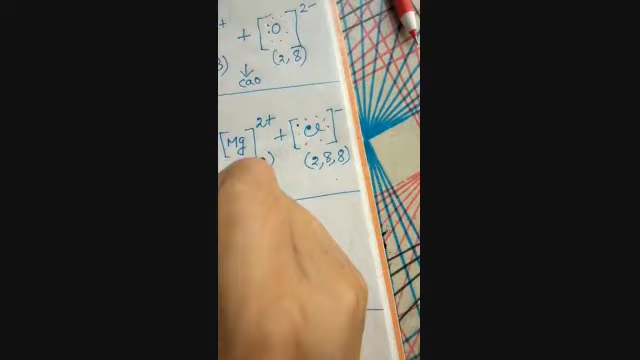 + [:O:]²⁻
(2,8)
↓
CaO
[Mg]²⁺ + [Cl]⁻
(2,8,8)